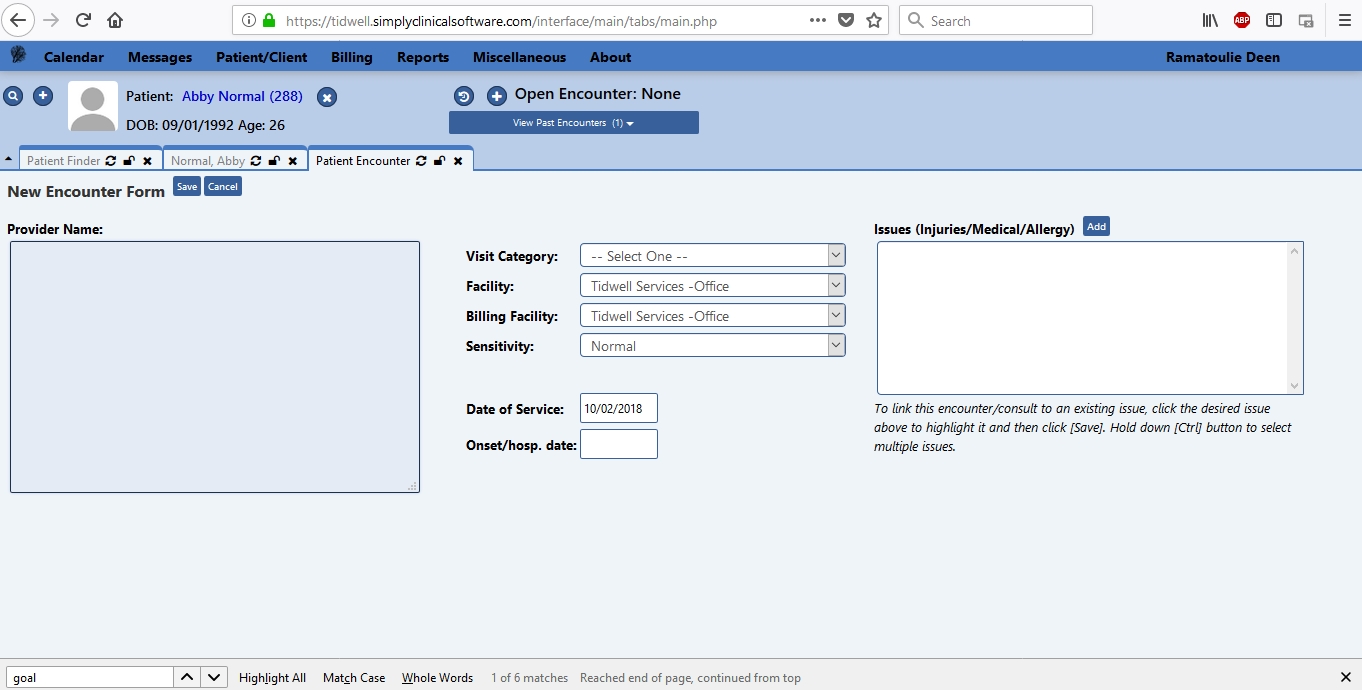 https://tidwell.simplyclinicalsoftware.com/interface/main/tabs/main.php
Search
ABP
Calendar Messages Patient/Client Billing Reports Miscellaneous About Ramatoulie Deen
Patient: Abby Normal (288)
Open Encounter: None
DOB: 09/01/1992 Age: 26
View Past Encounters (1)
Patient Finder Normal, Abby Patient Encounter
New Encounter Form Save Cancel
Provider Name:
Issues (Injuries/Medical/Allergy) Add
Visit Category: -- Select One --
Facility: Tidwell Services -Office
Billing Facility: Tidwell Services -Office
Sensitivity: Normal
Date of Service: 10/02/2018
Onset/hosp. date:
To link this encounter/consult to an existing issue, click the desired issue
above to highlight it and then click [Save]. Hold down [Ctrl] button to select
multiple issues.
goal Highlight All Match Case Whole Words 1 of 6 matches Reached end of page, continued from top